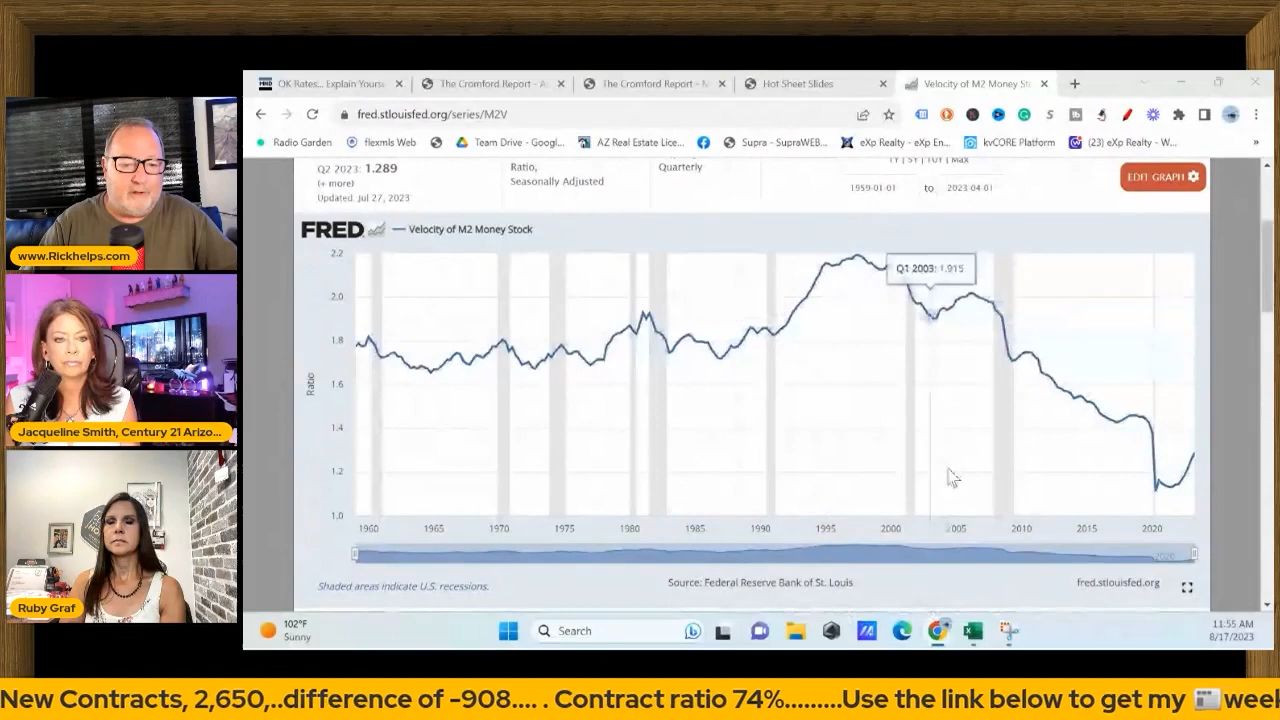 OK Rates... Explain Yourse
The Cromford Report - A
The Cromford Report - N
Hot Sheet Slides
Velocity of M2 Money St
fred.stlouisfed.org/series/M2V
Radio Garden
flexmls Web
Team Drive - Googl...
AZ Real Estate Lice...
Supra - SupraWEB...
eXp Realty - eXp En...
kvCORE Platform
(23) eXp Realty - W...
»
Q2 2023: 1.289
(+ more)
Updated: Jul 27, 2023
Ratio,
Seasonally Adjusted
Quarterly
1Y | 5Y | 10Y | Max
1959-01-01 to 2023-04-01
EDIT GRAPH
FRED
Velocity of M2 Money Stock
Q1 2003: 1.915
Ratio
2.2
2.0
1.8
1.6
1.4
1.2
1.0
1960 1965 1970 1975 1980 1985 1990 1995 2000 2005 2010 2015 2020
2020
Shaded areas indicate U.S. recessions.
Source: Federal Reserve Bank of St. Louis
fred.stlouisfed.org
102°F
Sunny
Search
11:55 AM
8/17/2023
www.Rickhelps.com
Jacqueline Smith, Century 21 Arizo...
Ruby Graf
New Contracts, 2,650,..difference of -908.... . Contract ratio 74%.........Use the link below to get my week